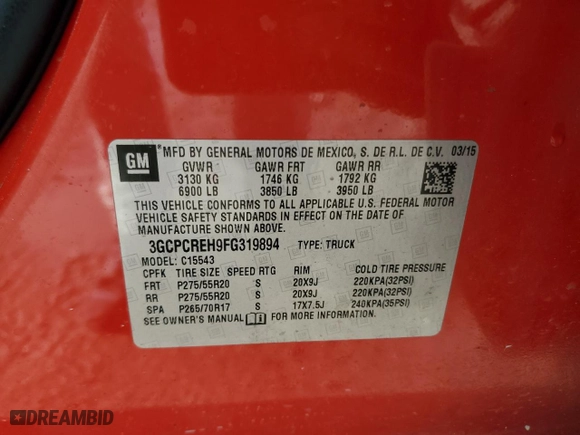 GM ® MFD BY GENERAL MOTORS DE MEXICO, S. DE R.L. DE C.V. 03/15
GVWR GAWR FRT GAWR RR
3130 KG 1746 KG 1792 KG
6900 LB 3850 LB 3950 LB
THIS VEHICLE CONFORMS TO ALL APPLICABLE U.S. FEDERAL MOTOR
VEHICLE SAFETY STANDARDS IN EFFECT ON THE DATE OF
MANUFACTURE SHOWN ABOVE.
3GCPCREH9FG319894 TYPE: TRUCK
MODEL: C15543
CPFK TIRE SIZE SPEED RTG RIM COLD TIRE PRESSURE
FRT P275/55R20 S 20X9J 220KPA(32PSI)
RR P275/55R20 S 20X9J 220KPA(32PSI)
SPA P265/70R17 S 17X7.5J 240KPA(35PSI)
SEE OWNER'S MANUAL FOR MORE INFORMATION
DREAMBID